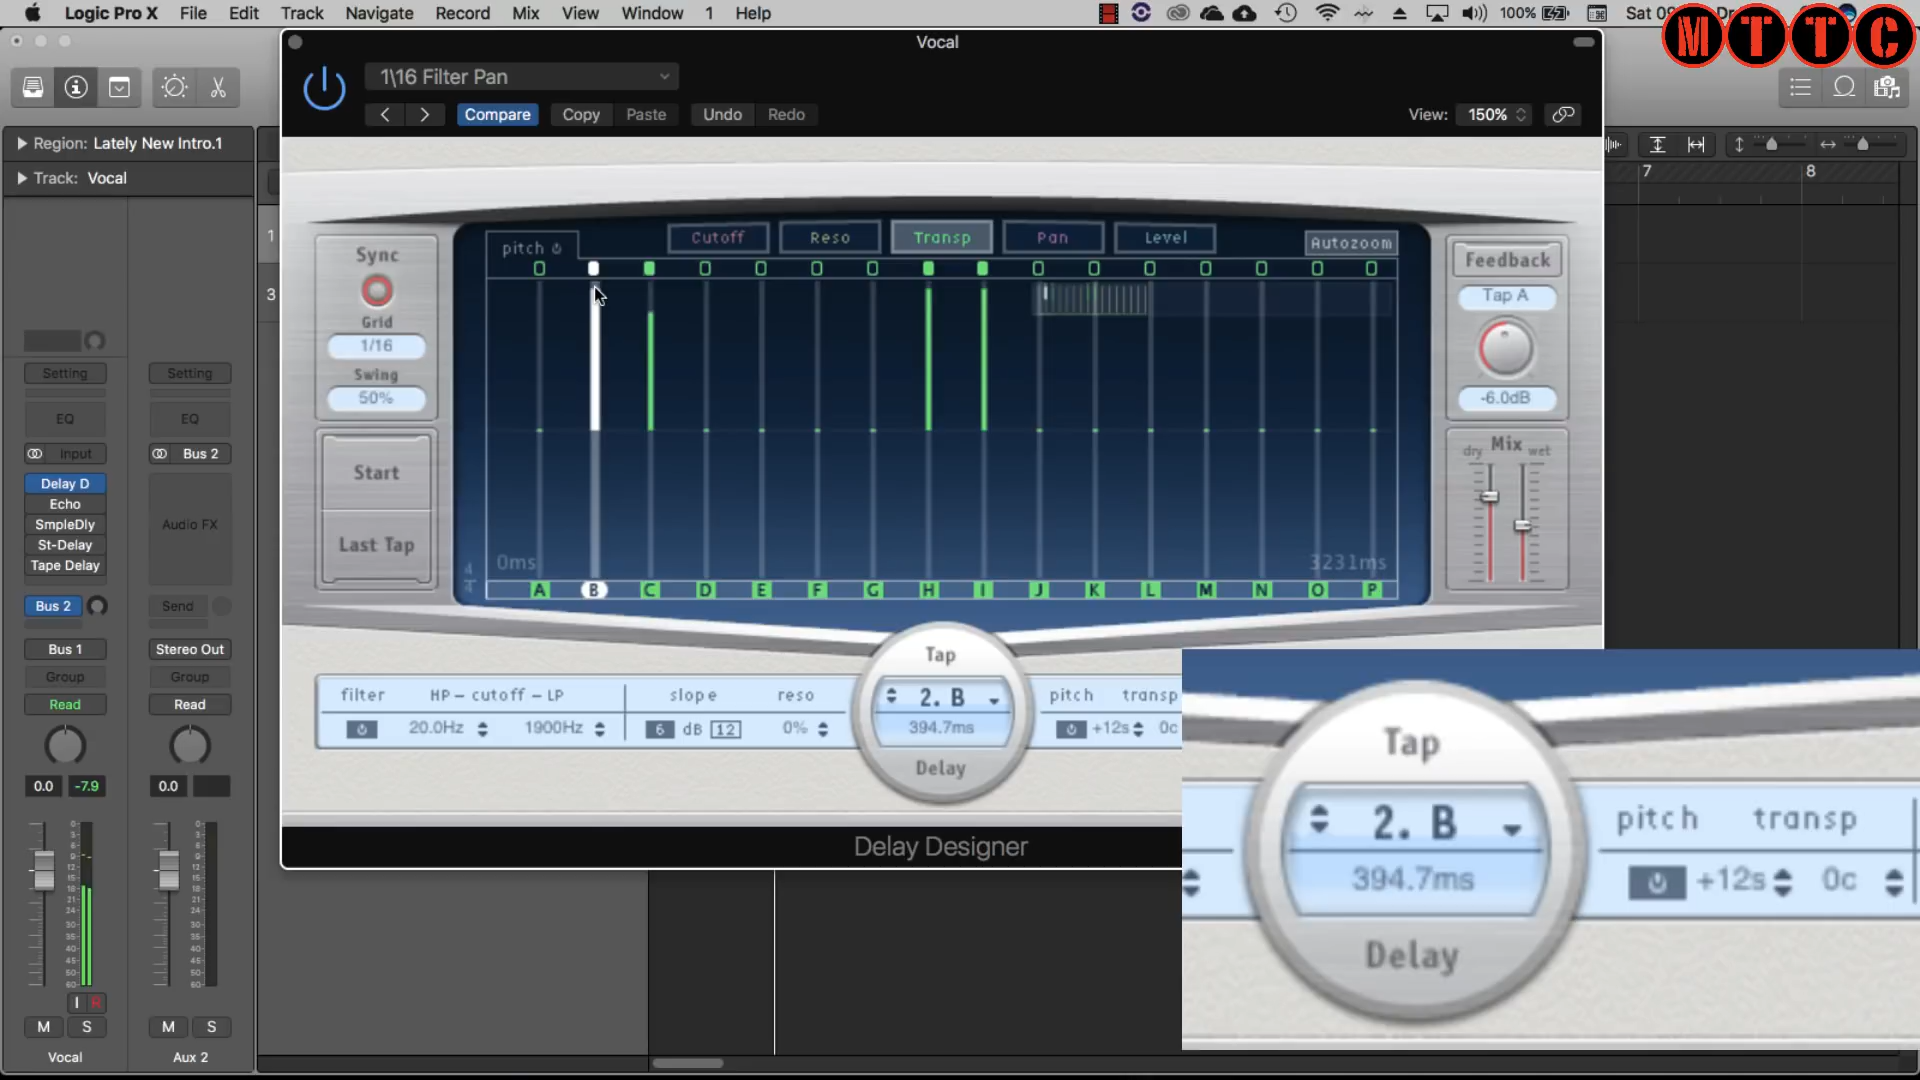 Logic Pro X File Edit Track Navigate Record Mix View Window 1 Help
100%
MTTC
Vocal
1\16 Filter Pan
Compare Copy Paste Undo Redo
View: 150%
Region: Lately New Intro.1
Track: Vocal
7 8
1
3
Sync
Grid
1/16
Swing
50%
Start
Last Tap
pitch
Cutoff Reso Transp Pan Level
Autozoom
0ms 3231ms
4
4
A B C D E F G H I J K L M N O P
Feedback
Tap A
-6.0dB
Mix
dry wet
filter HP – cutoff – LP slope reso
20.0Hz 1900Hz 6 dB 12 0%
Tap
2. B
394.7ms
Delay
pitch transp
+12s 0c
Delay Designer
Tap
2. B
394.7ms
Delay
pitch transp
+12s 0c
Setting Setting
EQ EQ
Input Bus 2
Delay D
Echo
SmpleDly
St-Delay
Tape Delay
Audio FX
Bus 2 Send
Bus 1 Stereo Out
Group Group
Read Read
0.0 -7.9 0.0
I R
M S M S
Vocal Aux 2